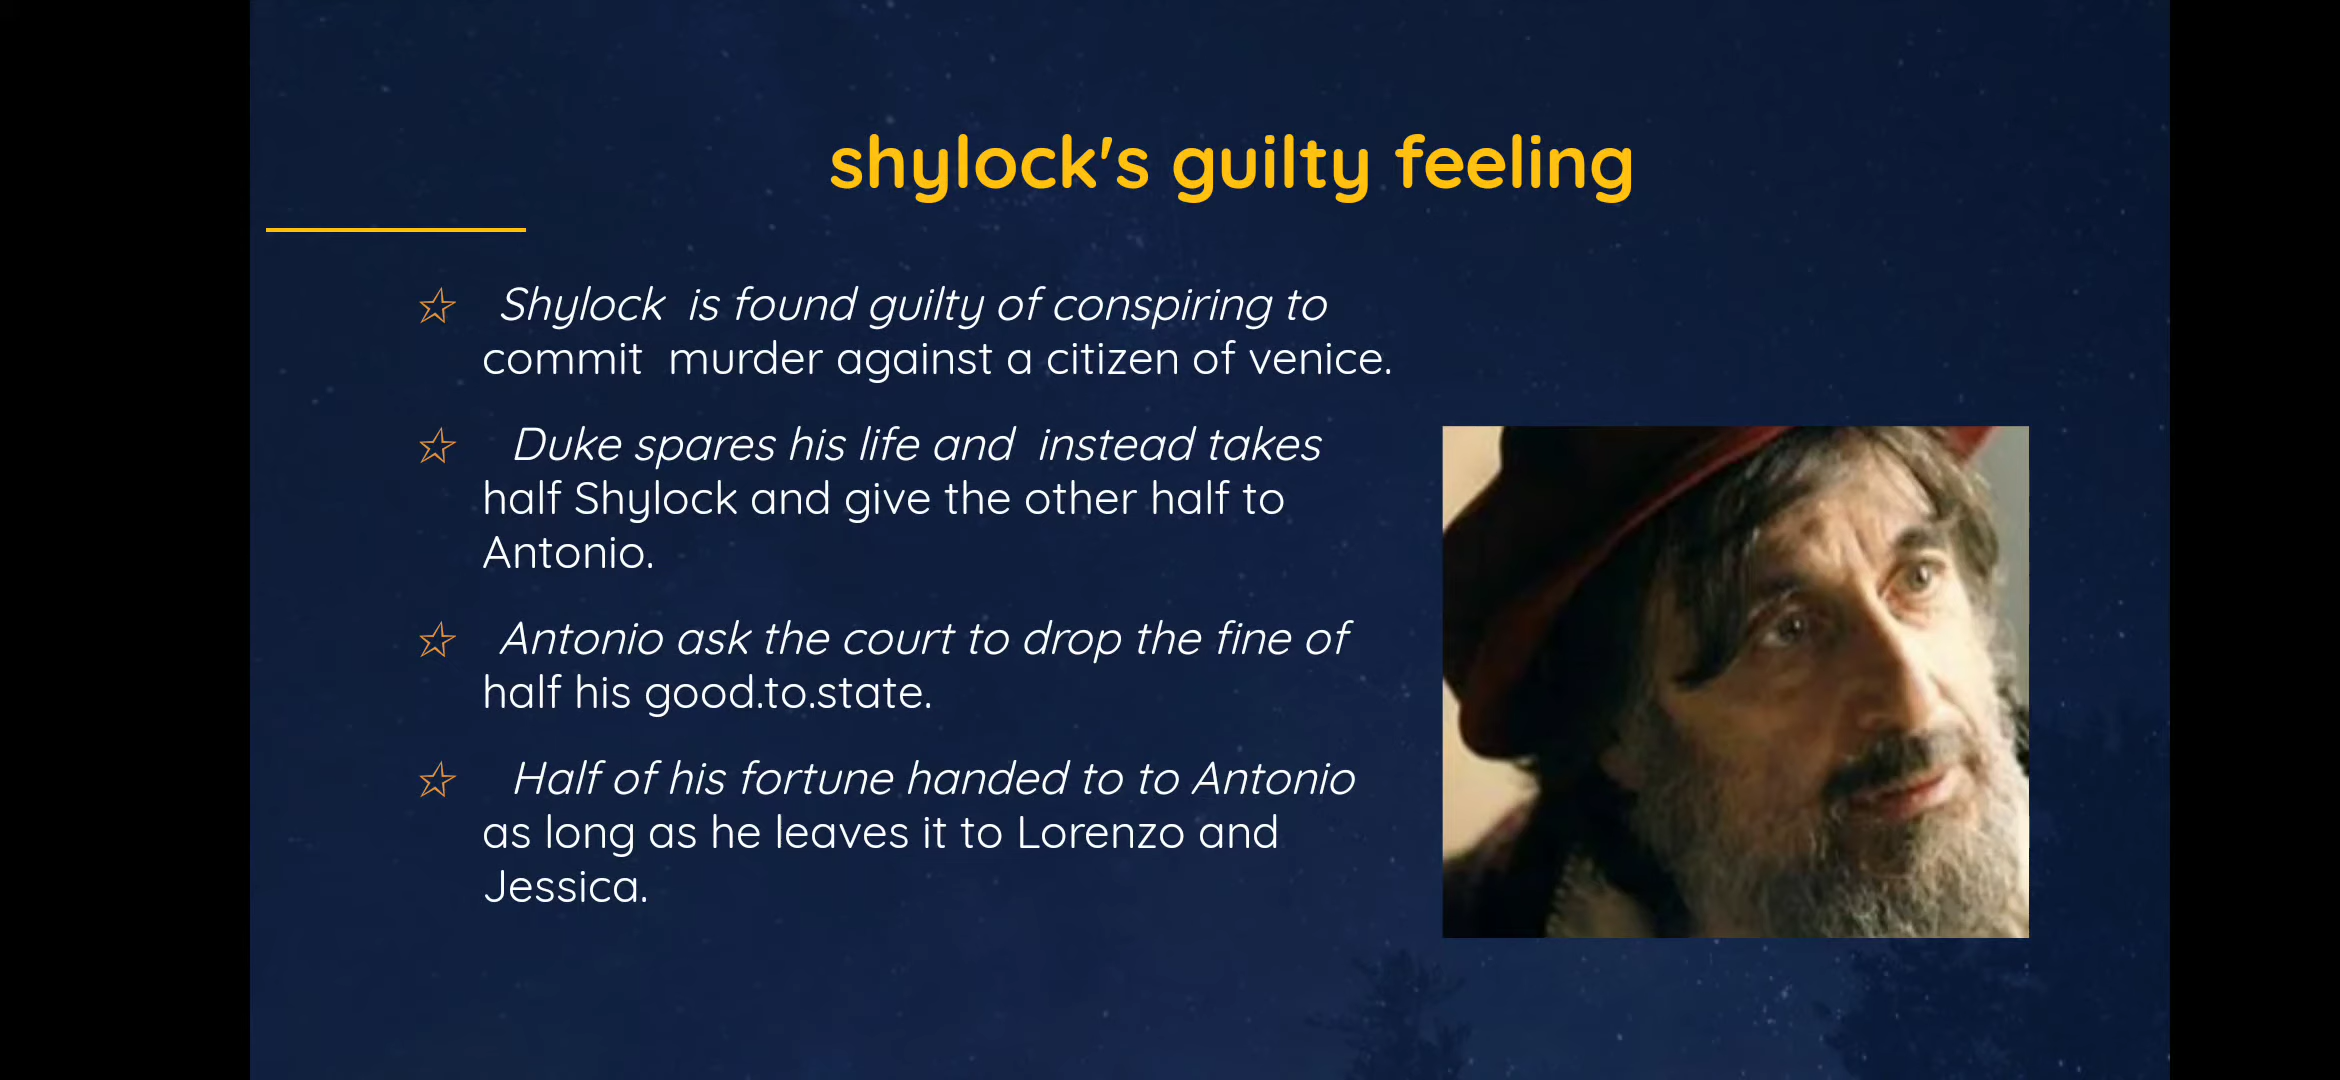 shylock's guilty feeling
☆ Shylock is found guilty of conspiring to
commit murder against a citizen of venice.
☆ Duke spares his life and instead takes
half Shylock and give the other half to
Antonio.
☆ Antonio ask the court to drop the fine of
half his good.to.state.
☆ Half of his fortune handed to to Antonio
as long as he leaves it to Lorenzo and
Jessica.